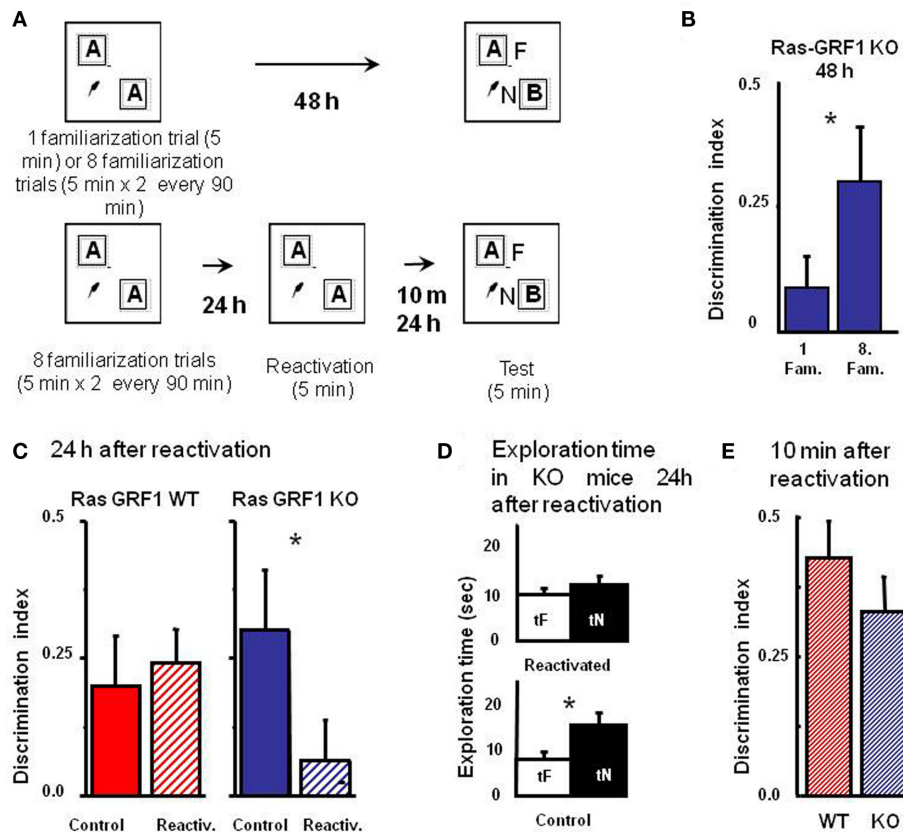 A
A
A
48 h
A F
N B
1 familiarization trial (5
min) or 8 familiarization
trials (5 min x 2 every 90
min)
A
A
24 h
A
A
10 m
24 h
A F
N B
8 familiarization trials
(5 min x 2 every 90 min)
Reactivation
(5 min)
Test
(5 min)
B
Ras-GRF1 KO
48 h
Discriminaition index
0.5
0.25
0
*
1
Fam.
8.
Fam.
C 24 h after reactivation
Ras GRF1 WT
Ras GRF1 KO
Discrimination index
0.5
0.25
0.0
*
Control
Reactiv.
Control
Reactiv.
D Exploration time
in KO mice 24h
after reactivation
Exploration time (sec)
20
10
0
tF
tN
Reactivated
20
10
0
*
tF
tN
Control
E 10 min after
reactivation
Discrimination index
0.5
0.25
0.0
WT
KO